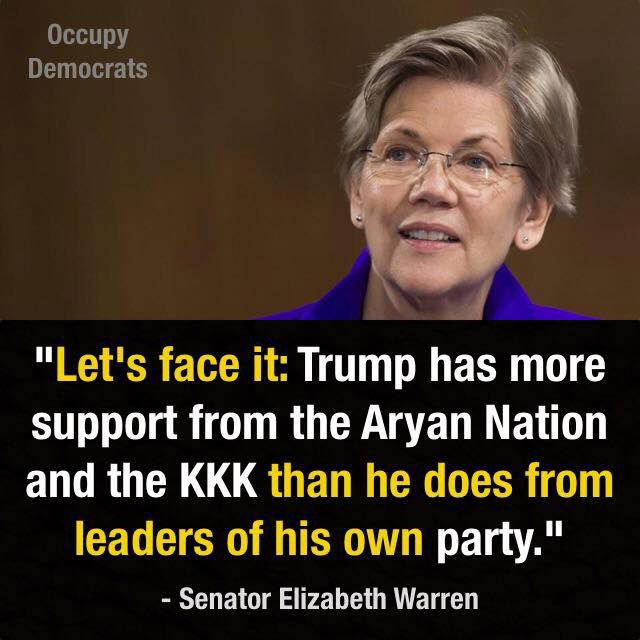 Occupy
Democrats
"Let's face it: Trump has more
support from the Aryan Nation
and the KKK than he does from
leaders of his own party."
- Senator Elizabeth Warren